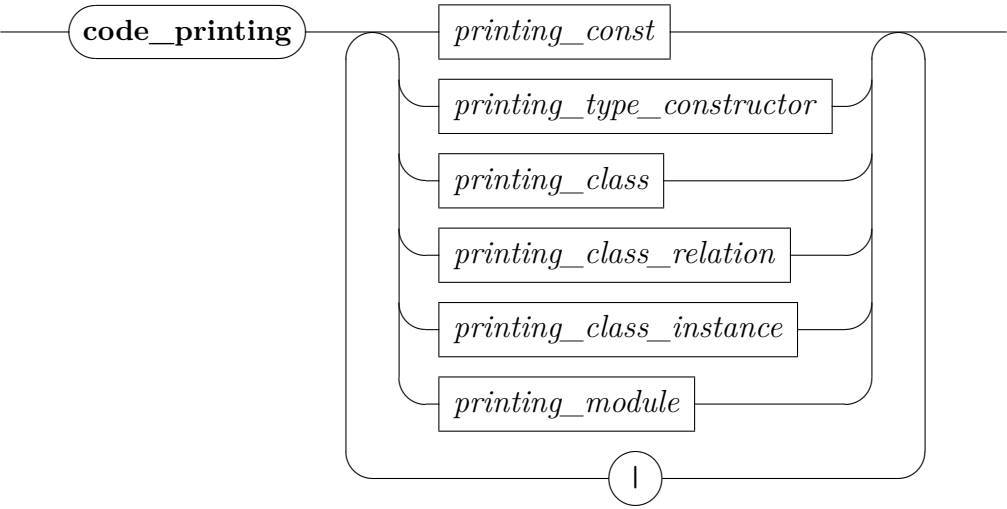 code_printing printing_const
printing_type_constructor
printing_class
printing_class_relation
printing_class_instance
printing_module
|